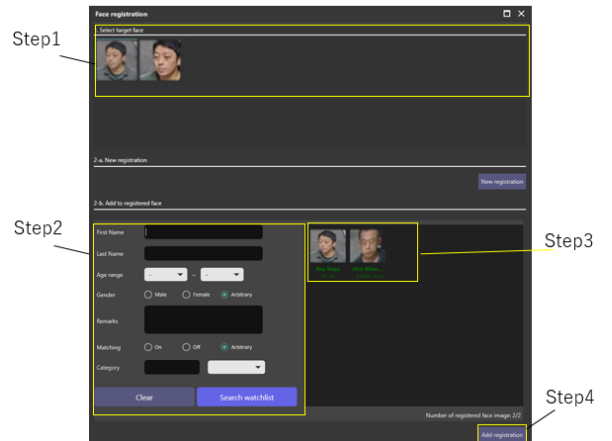 Face registration
1. Select target face
Step1
2-a. New registration
New registration
2-b. Add to registered face
Step2
First Name
Last Name
Age range - – -
Gender Male Female Arbitrary
Remarks
Matching On Off Arbitrary
Category
Clear Search watchlist
Step3
Number of registered face image: 2/2
Step4
Add registration